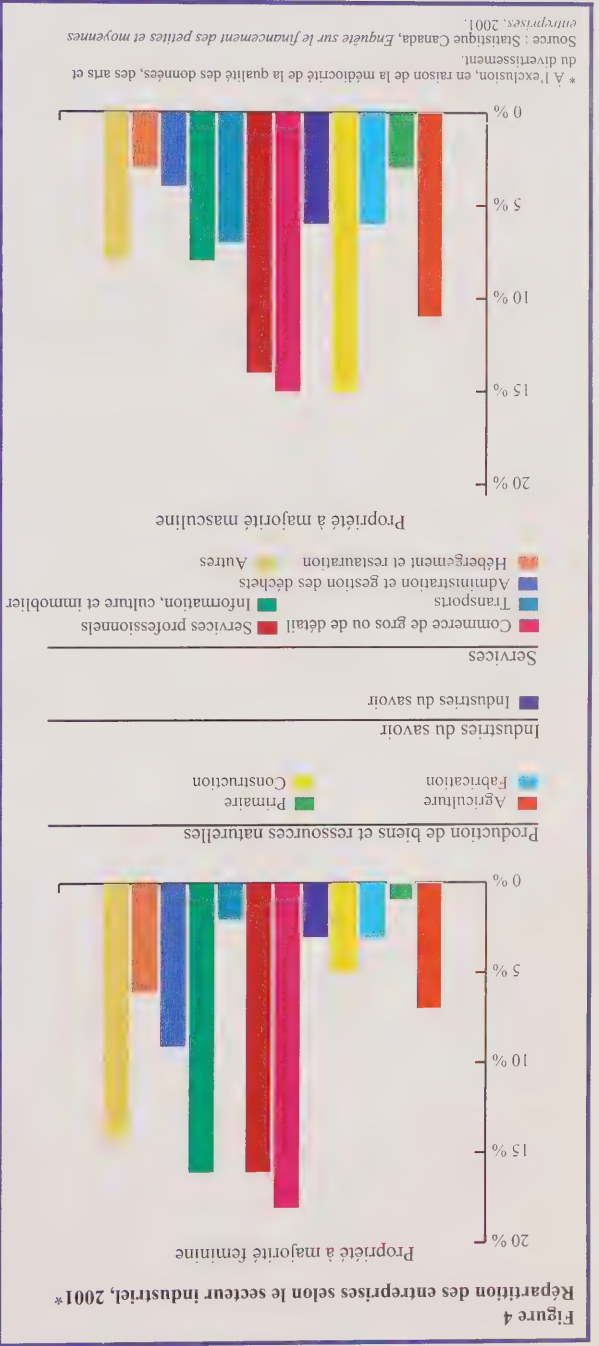 Figure 4
Répartition des entreprises selon le secteur industriel, 2001*
Propriété à majorité féminine
20 %
15 %
10 %
5 %
0 %
Production de biens et ressources naturelles
Agriculture Primaire
Fabrication Construction
Industries du savoir
Industries du savoir
Services
Commerce de gros ou de détail Services professionnels
Transports Information, culture et immobilier
Administration et gestion des déchets
Hébergement et restauration Autres
Propriété à majorité masculine
20 %
15 %
10 %
5 %
0 %
* À l'exclusion, en raison de la médiocrité de la qualité des données, des arts et
du divertissement.
Source : Statistique Canada, Enquête sur le financement des petites et moyennes
entreprises, 2001.